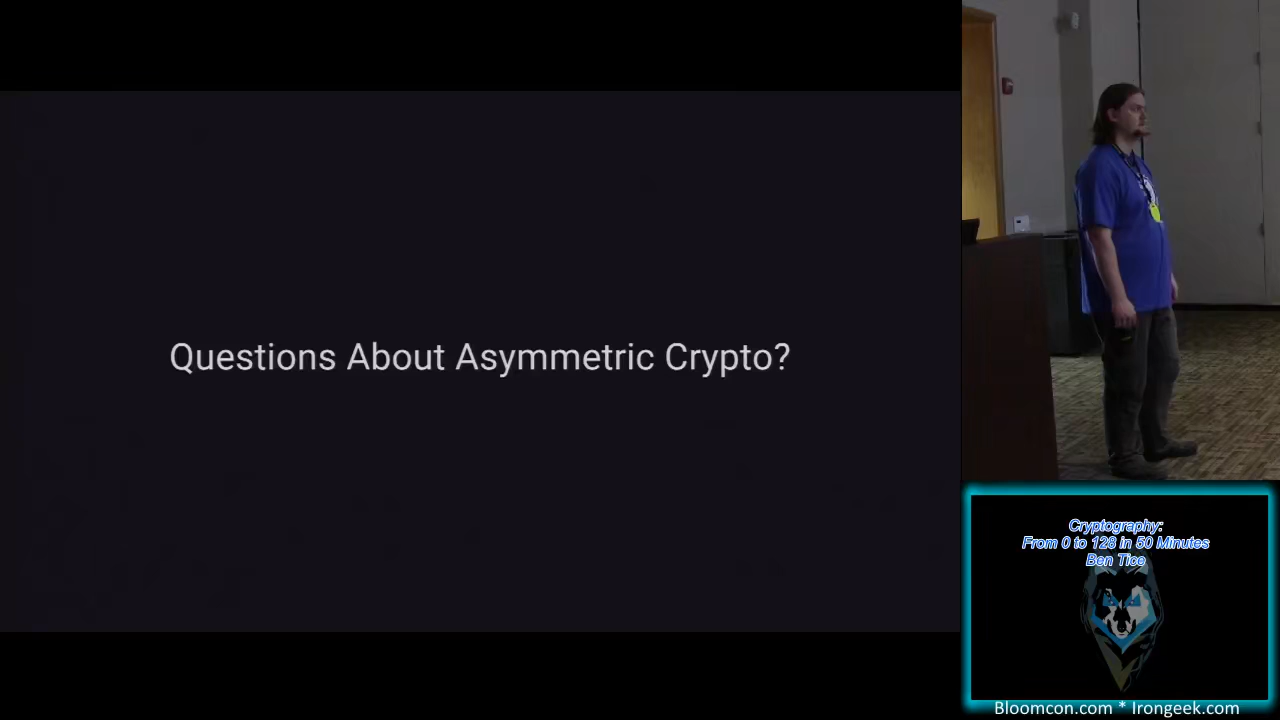 Questions About Asymmetric Crypto?
Cryptography:
From 0 to 128 in 50 Minutes
Ben Tice
Bloomcon.com * Irongeek.com